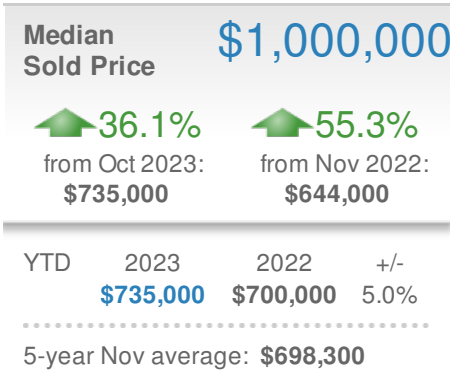 Median $1,000,000
Sold Price
36.1% 55.3%
from Oct 2023: from Nov 2022:
$735,000 $644,000
YTD 2023 2022 +/-
$735,000 $700,000 5.0%
5-year Nov average: $698,300